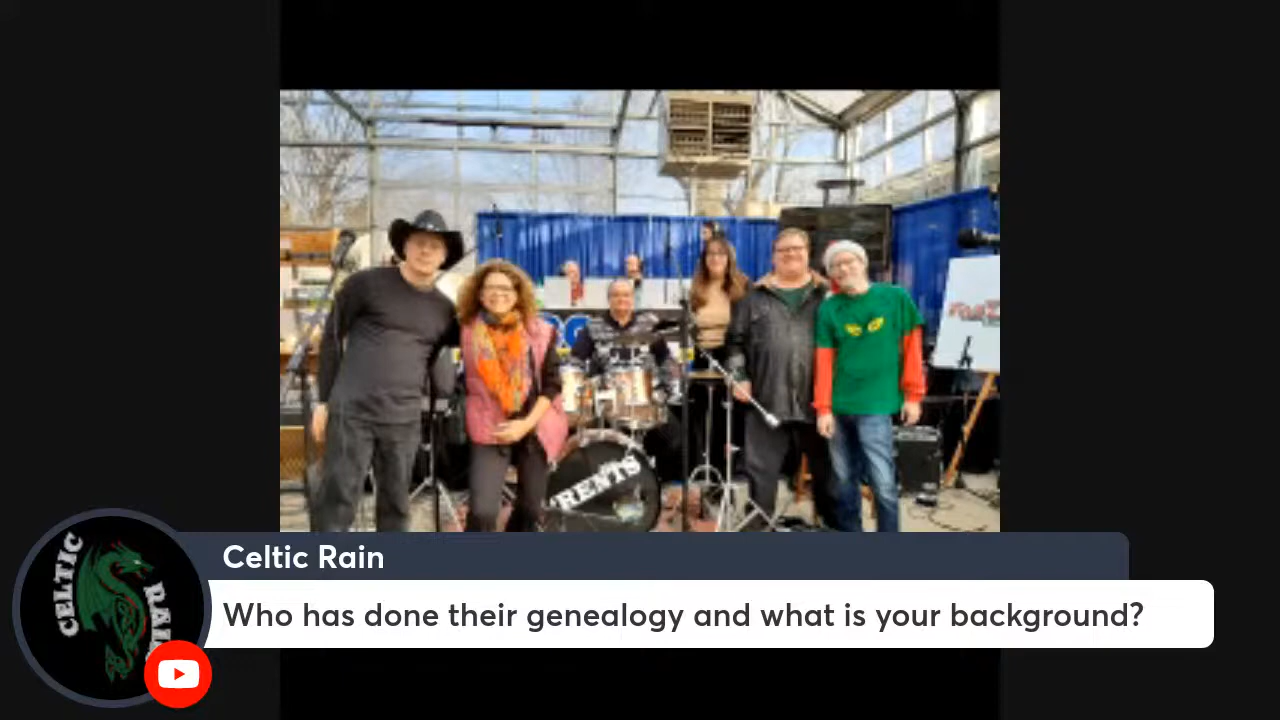 'RENTS
CELTIC
RAIN
Celtic Rain
Who has done their genealogy and what is your background?